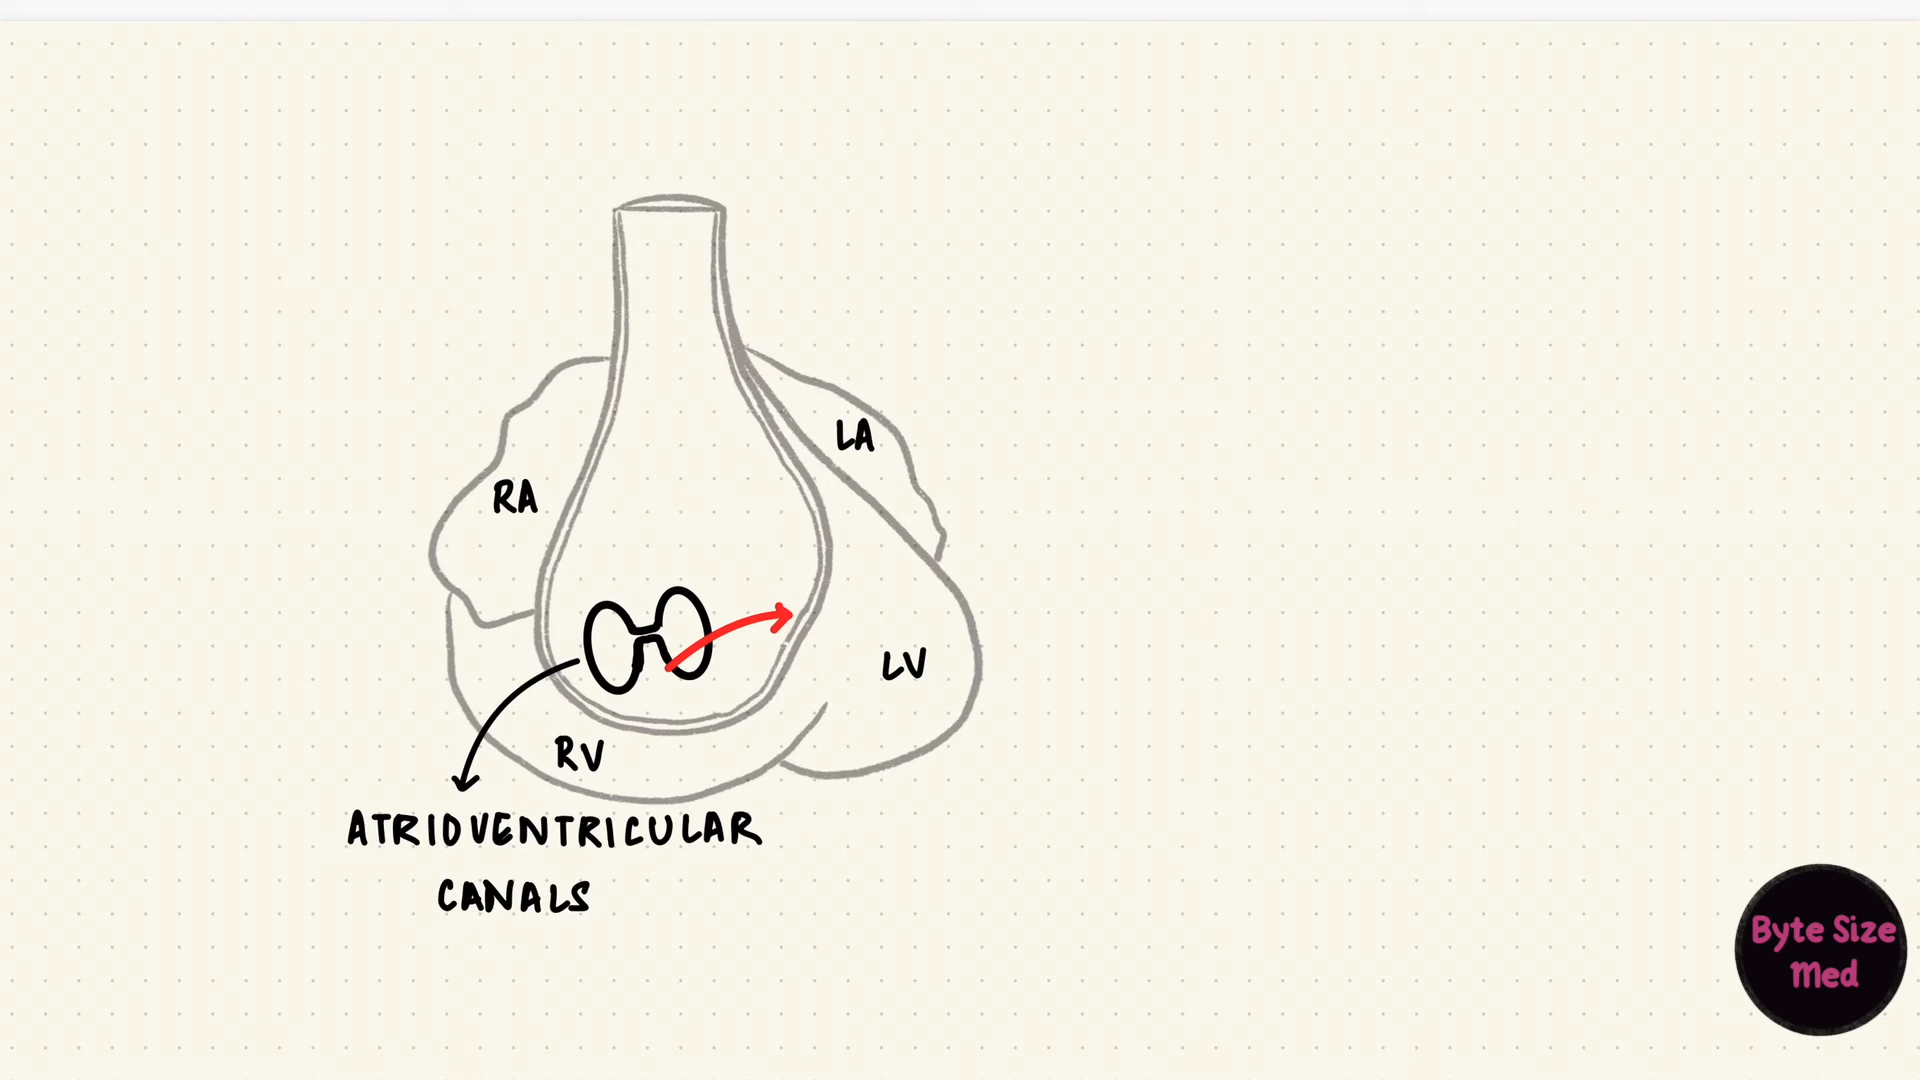 LA
RA
LV
RV
ATRIOVENTRICULAR
CANALS
Byte Size
Med